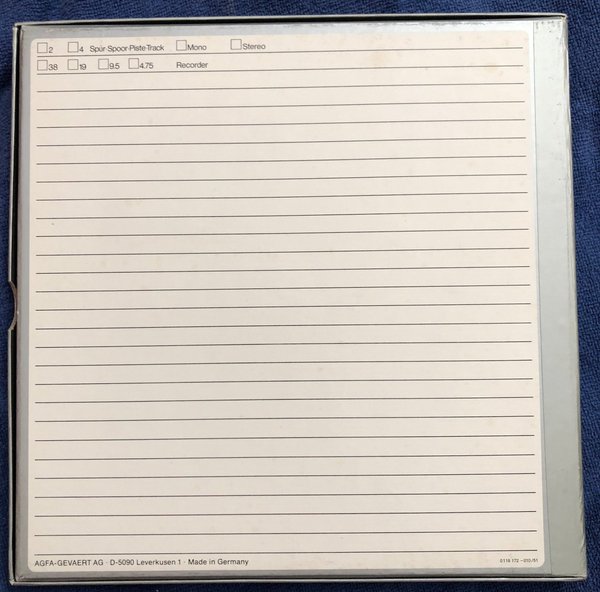 2 4 Spur·Spoor·Piste·Track Mono Stereo
38 19 9.5 4.75 Recorder
AGFA-GEVAERT AG · D-5090 Leverkusen 1 · Made in Germany